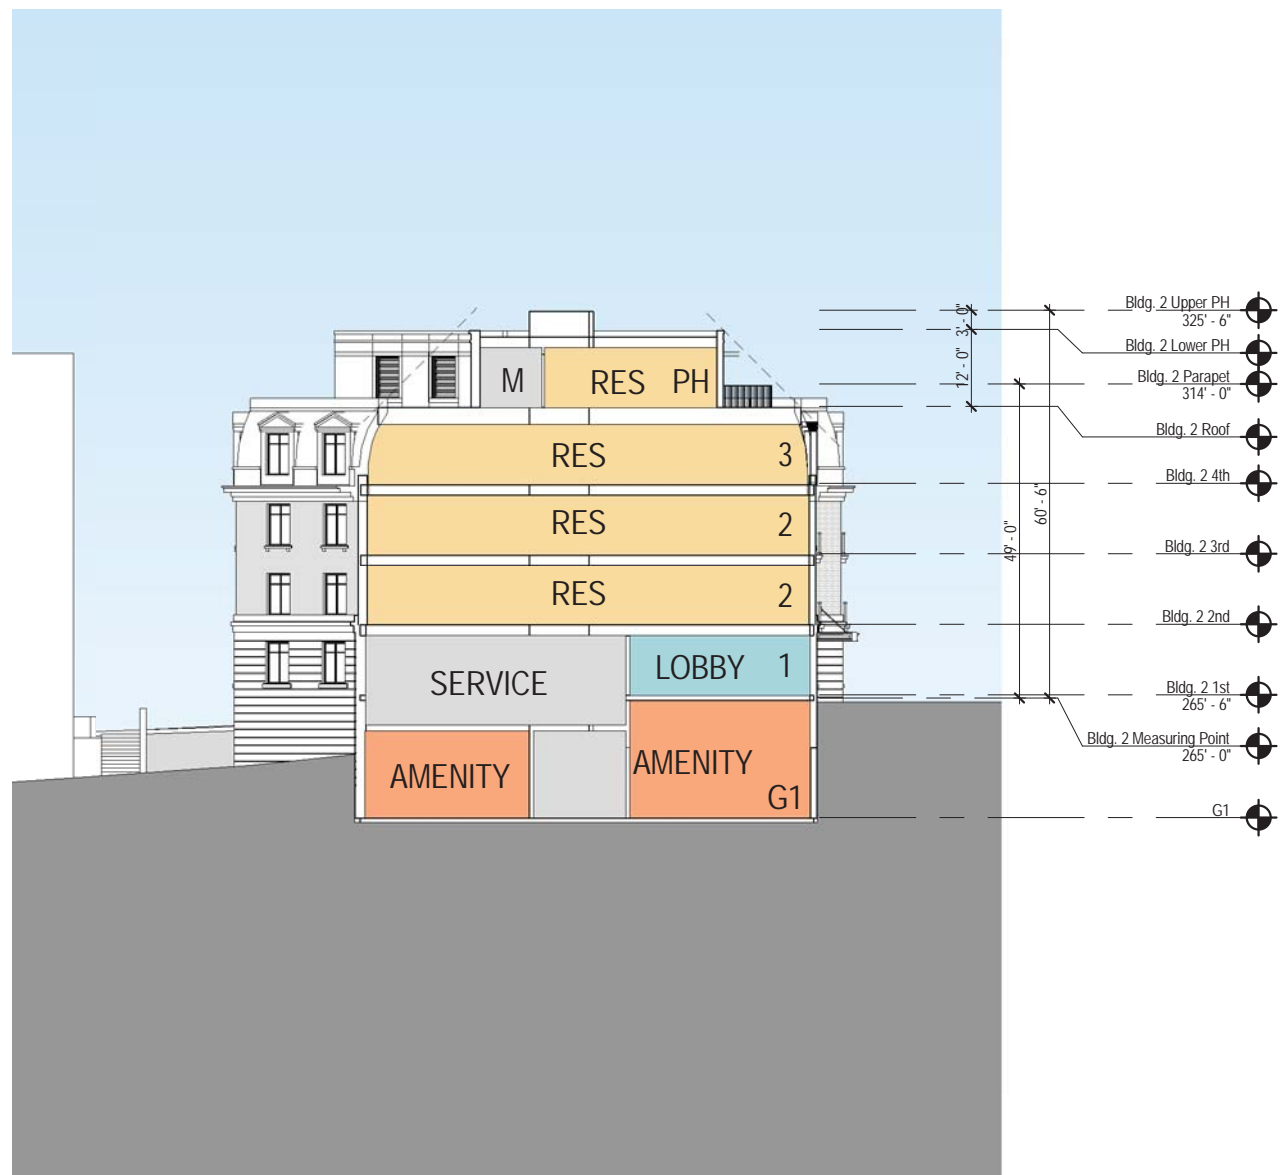 Bldg. 2 Upper PH
325' - 6"
3' - 0"
Bldg. 2 Lower PH
12' - 0"
M
RES PH
Bldg. 2 Parapet
314' - 0"
Bldg. 2 Roof
RES 3
Bldg. 2 4th
60' - 6"
RES 2
49' - 0"
Bldg. 2 3rd
RES 2
Bldg. 2 2nd
SERVICE
LOBBY 1
Bldg. 2 1st
265' - 6"
Bldg. 2 Measuring Point
265' - 0"
AMENITY
AMENITY
G1
G1